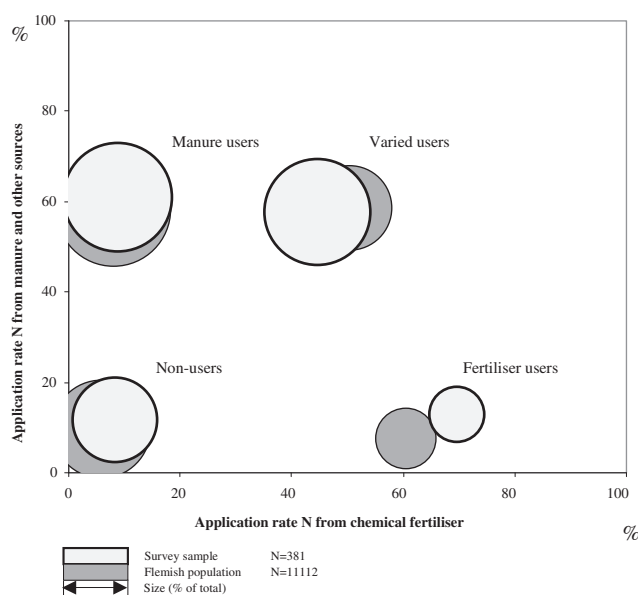 100
%
Manure users
Varied users
80
60
40
20
0
Application rate N from manure and other sources
Non-users
Fertiliser users
0 20 40 60 80 100
Application rate N from chemical fertiliser
%
Survey sample N=381
Flemish population N=11112
Size (% of total)